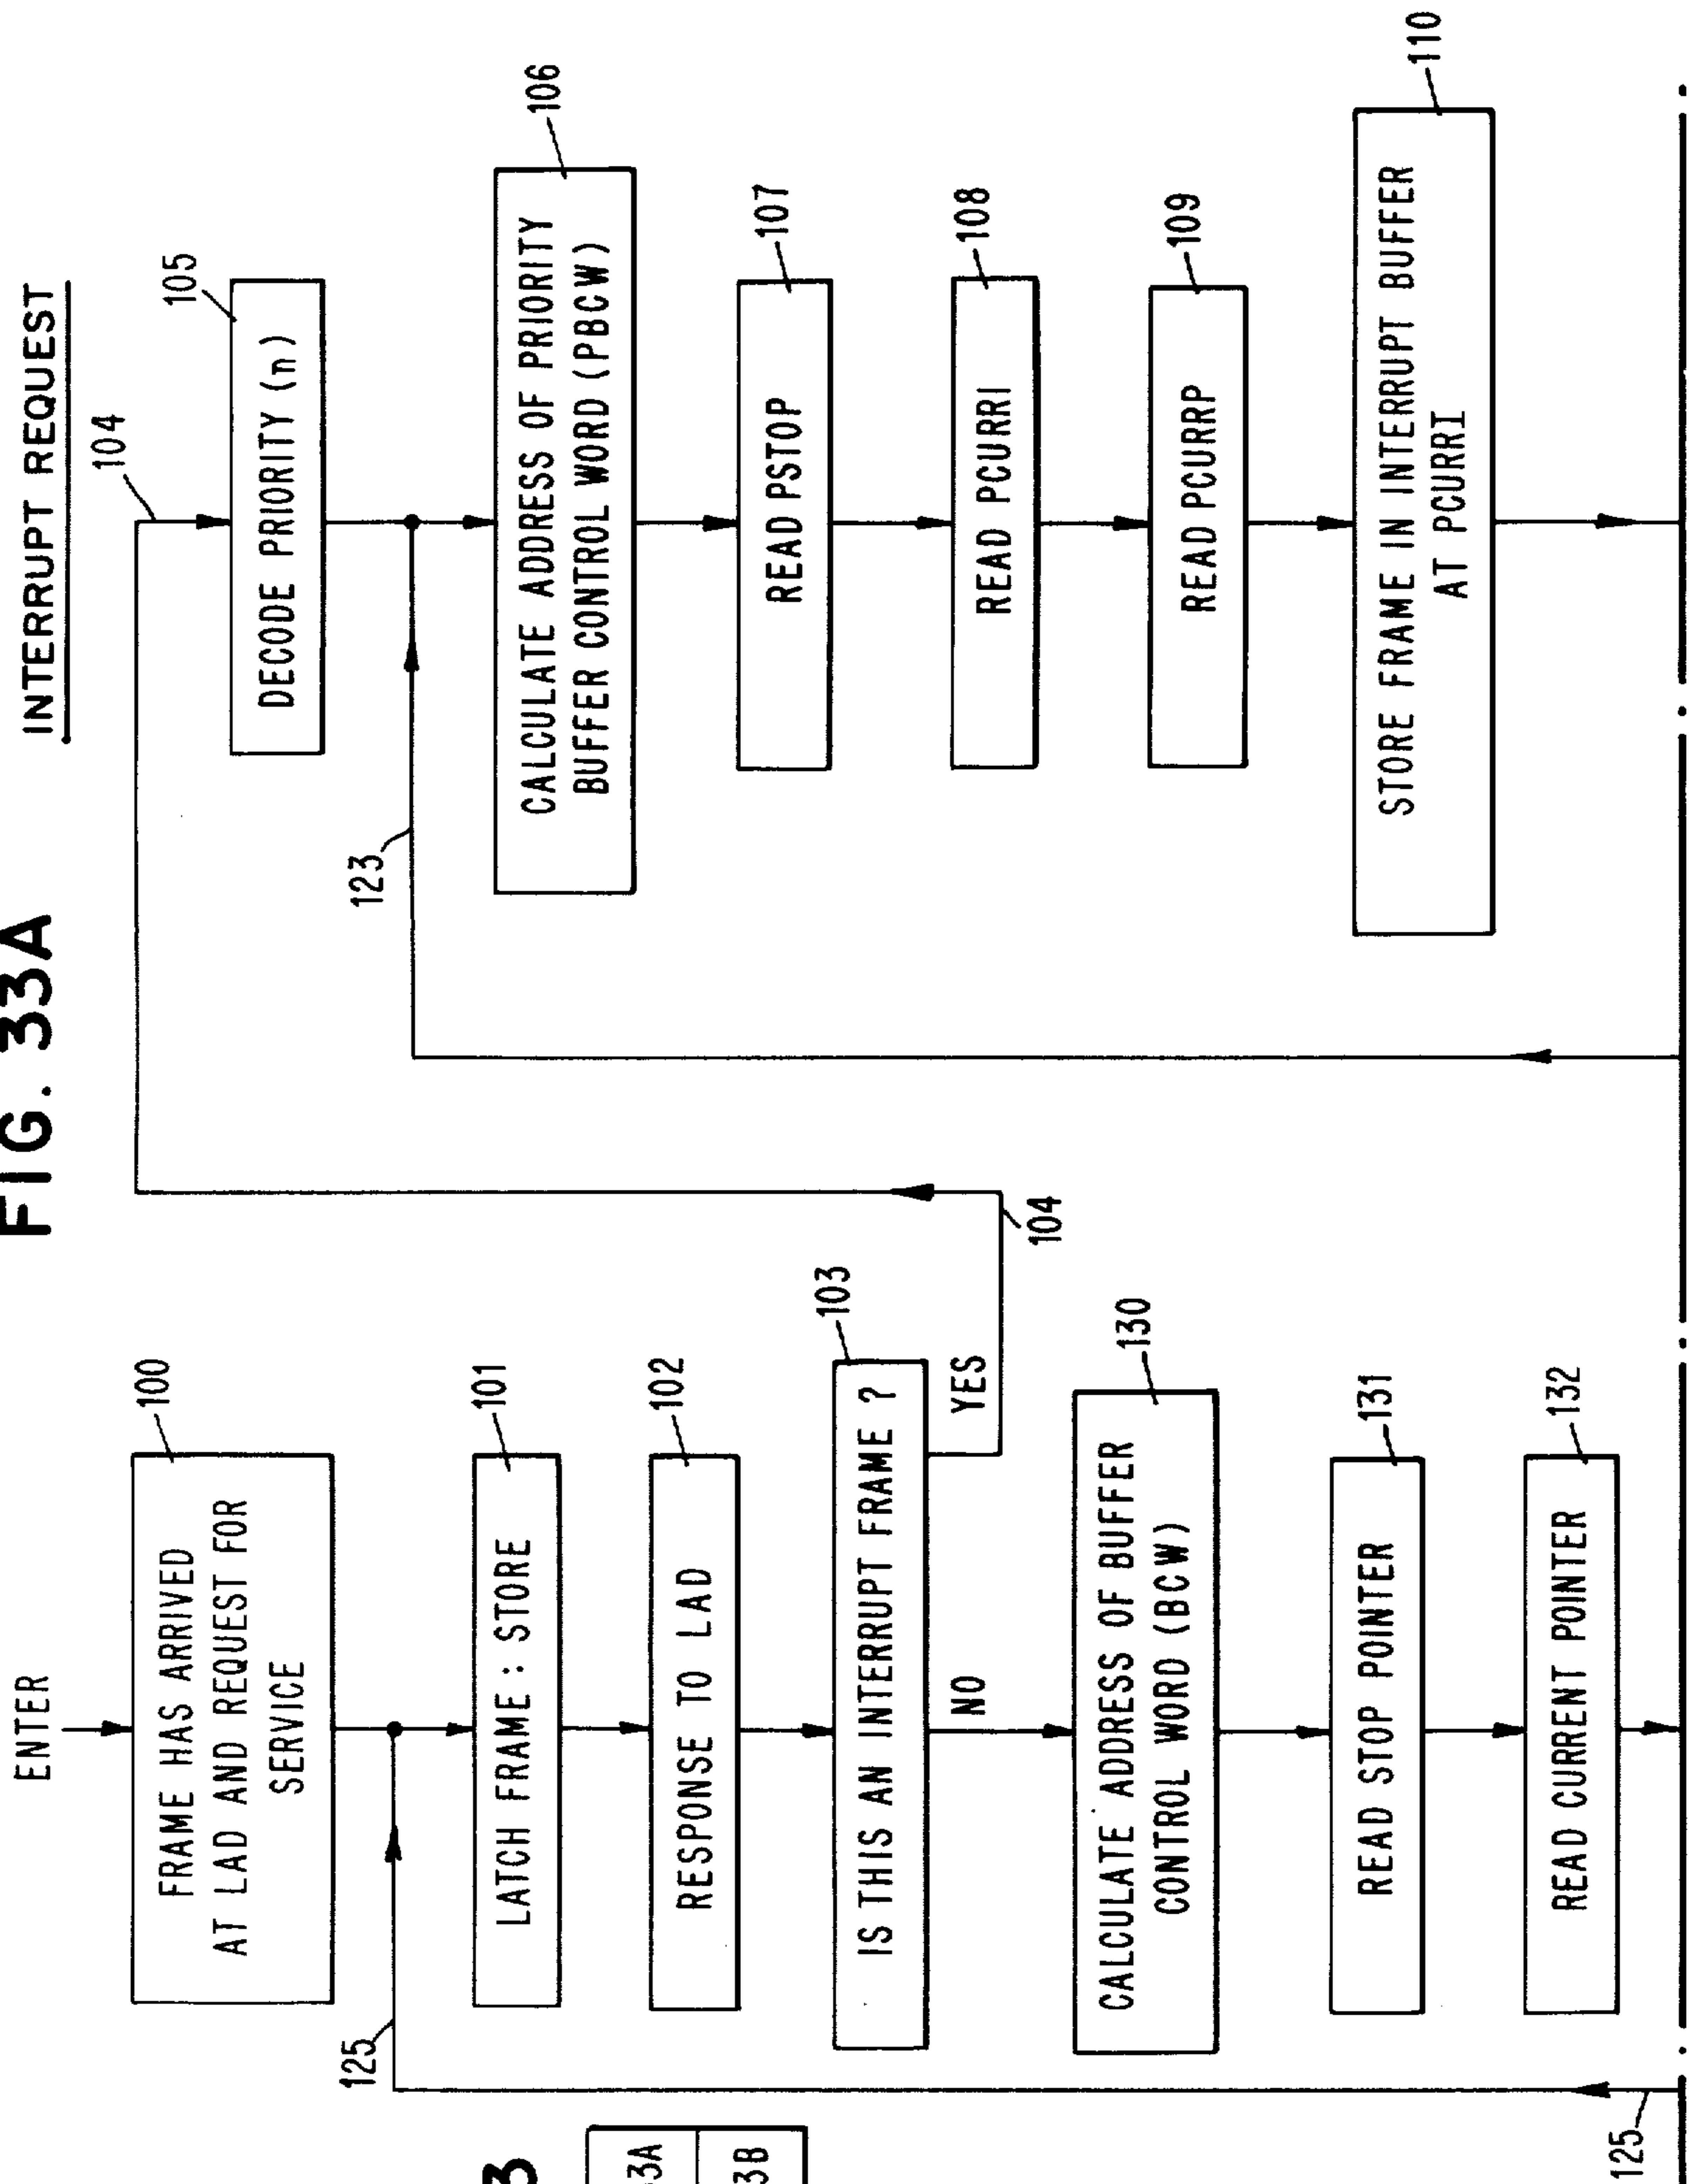 FIG. 33A
ENTER
100
FRAME HAS ARRIVED
AT LAD AND REQUEST FOR
SERVICE
125
101
LATCH FRAME : STORE
102
RESPONSE TO LAD
103
IS THIS AN INTERRUPT FRAME ?
YES
NO
104
130
CALCULATE ADDRESS OF BUFFER
CONTROL WORD (BCW)
131
READ STOP POINTER
132
READ CURRENT POINTER
125
INTERRUPT REQUEST
104
105
DECODE PRIORITY (n)
123
106
CALCULATE ADDRESS OF PRIORITY
BUFFER CONTROL WORD (PBCW)
107
READ PSTOP
108
READ PCURRI
109
READ PCURRP
110
STORE FRAME IN INTERRUPT BUFFER
AT PCURRI
3
3A
3B